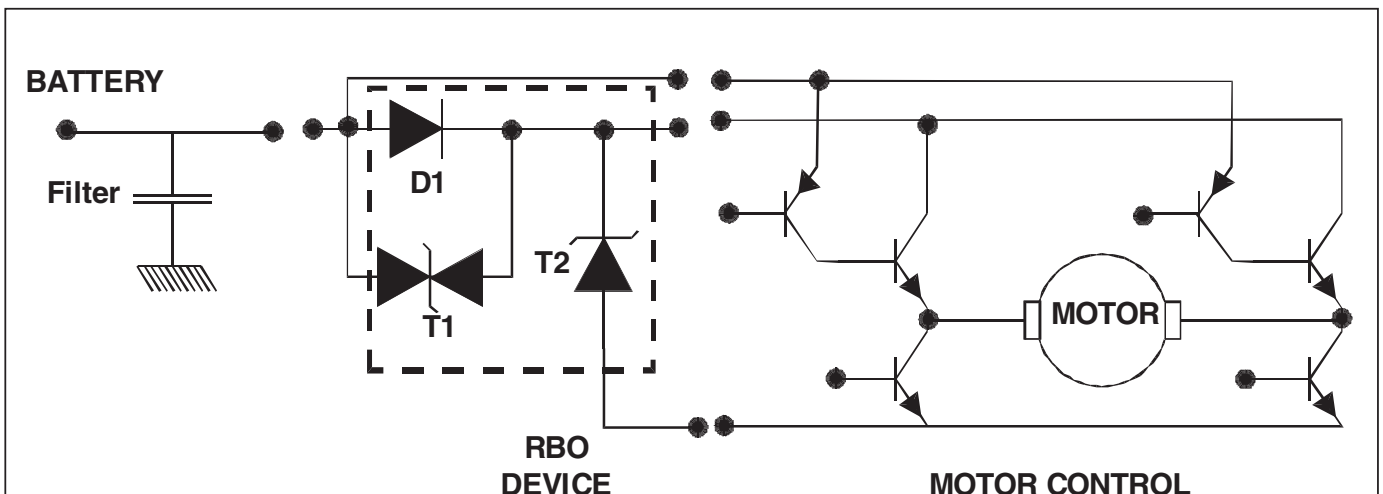 BATTERY
Filter
D1
T1
T2
MOTOR
RBO
DEVICE
MOTOR CONTROL